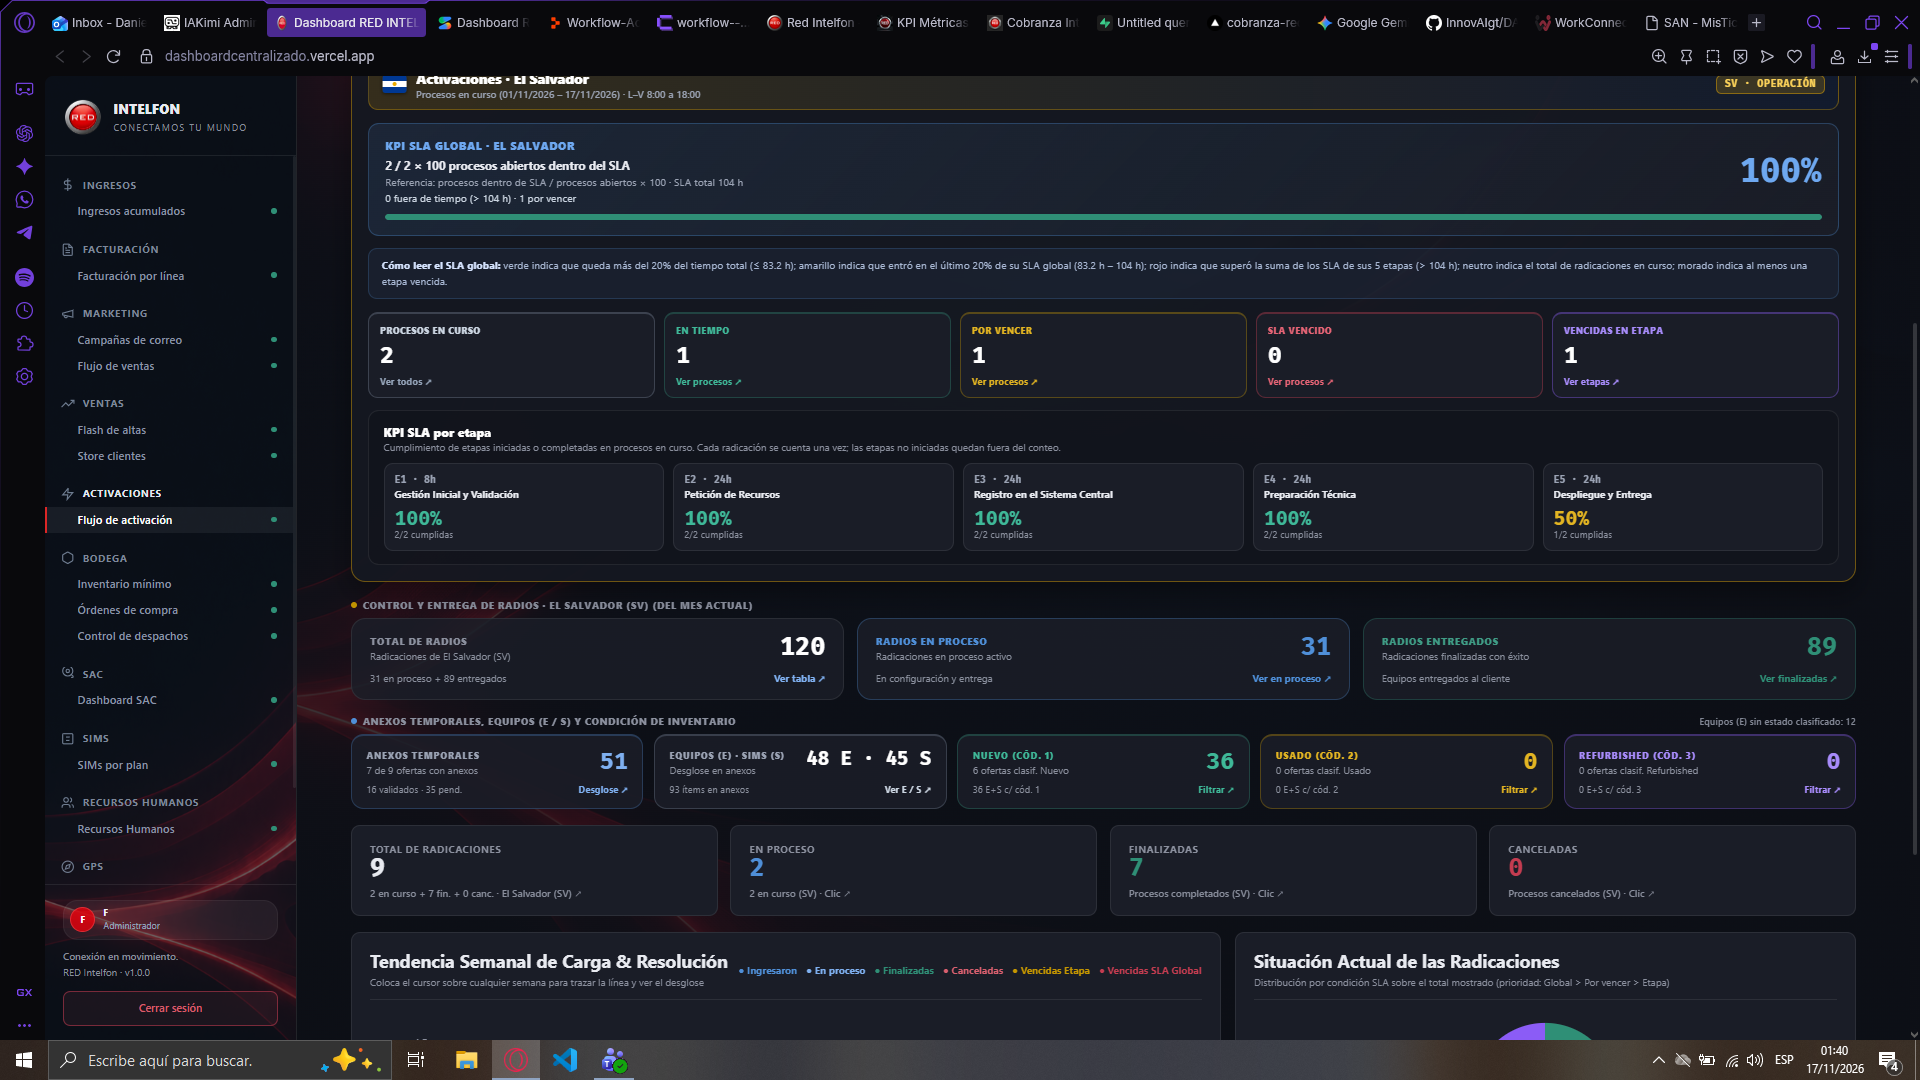 Inbox - Danie
IAKimi Admir
Dashboard RED INTEL
Dashboard R
Workflow-Ac
workflow--...
Red Intelfon
KPI Métricas
Cobranza Int
Untitled quer
cobranza-re
Google Gem
InnovAIgt/DA
WorkConnec
SAN - MisTic
dashboardcentralizado.vercel.app
RED
INTELFON
CONECTAMOS TU MUNDO
INGRESOS
Ingresos acumulados
FACTURACIÓN
Facturación por línea
MARKETING
Campañas de correo
Flujo de ventas
VENTAS
Flash de altas
Store clientes
ACTIVACIONES
Flujo de activación
BODEGA
Inventario mínimo
Órdenes de compra
Control de despachos
SAC
Dashboard SAC
SIMS
SIMs por plan
RECURSOS HUMANOS
Recursos Humanos
GPS
F
F
Administrador
Conexión en movimiento.
RED Intelfon · v1.0.0
Cerrar sesión
GX
Activaciones · El Salvador
Procesos en curso (01/11/2026 – 17/11/2026) · L–V 8:00 a 18:00
SV · OPERACIÓN
KPI SLA GLOBAL · EL SALVADOR
2 / 2 × 100 procesos abiertos dentro del SLA
Referencia: procesos dentro de SLA / procesos abiertos × 100 · SLA total 104 h
0 fuera de tiempo (> 104 h) · 1 por vencer
100%
Cómo leer el SLA global: verde indica que queda más del 20% del tiempo total (≤ 83.2 h); amarillo indica que entró en el último 20% de su SLA global (83.2 h – 104 h); rojo indica que superó la suma de los SLA de sus 5 etapas (> 104 h); neutro indica el total de radicaciones en curso; morado indica al menos una
etapa vencida.
PROCESOS EN CURSO
2
Ver todos ↗
EN TIEMPO
1
Ver procesos ↗
POR VENCER
1
Ver procesos ↗
SLA VENCIDO
0
Ver procesos ↗
VENCIDAS EN ETAPA
1
Ver etapas ↗
KPI SLA por etapa
Cumplimiento de etapas iniciadas o completadas en procesos en curso. Cada radicación se cuenta una vez; las etapas no iniciadas quedan fuera del conteo.
E1 · 8h
Gestión Inicial y Validación
100%
2/2 cumplidas
E2 · 24h
Petición de Recursos
100%
2/2 cumplidas
E3 · 24h
Registro en el Sistema Central
100%
2/2 cumplidas
E4 · 24h
Preparación Técnica
100%
2/2 cumplidas
E5 · 24h
Despliegue y Entrega
50%
1/2 cumplidas
CONTROL Y ENTREGA DE RADIOS · EL SALVADOR (SV) (DEL MES ACTUAL)
TOTAL DE RADIOS
Radicaciones de El Salvador (SV)
120
31 en proceso + 89 entregados
Ver tabla ↗
RADIOS EN PROCESO
Radicaciones en proceso activo
31
En configuración y entrega
Ver en proceso ↗
RADIOS ENTREGADOS
Radicaciones finalizadas con éxito
89
Equipos entregados al cliente
Ver finalizadas ↗
ANEXOS TEMPORALES, EQUIPOS (E / S) Y CONDICIÓN DE INVENTARIO
Equipos (E) sin estado clasificado: 12
ANEXOS TEMPORALES
7 de 9 ofertas con anexos
51
16 validados · 35 pend.
Desglose ↗
EQUIPOS (E) · SIMS (S)
Desglose en anexos
48 E · 45 S
93 ítems en anexos
Ver E / S ↗
NUEVO (CÓD. 1)
6 ofertas clasif. Nuevo
36
36 E+S c/ cód. 1
Filtrar ↗
USADO (CÓD. 2)
0 ofertas clasif. Usado
0
0 E+S c/ cód. 2
Filtrar ↗
REFURBISHED (CÓD. 3)
0 ofertas clasif. Refurbished
0
0 E+S c/ cód. 3
Filtrar ↗
TOTAL DE RADICACIONES
9
2 en curso + 7 fin. + 0 canc. · El Salvador (SV) ↗
EN PROCESO
2
2 en curso (SV) · Clic ↗
FINALIZADAS
7
Procesos completados (SV) · Clic ↗
CANCELADAS
0
Procesos cancelados (SV) · Clic ↗
Tendencia Semanal de Carga & Resolución
Coloca el cursor sobre cualquier semana para trazar la línea y ver el desglose
Ingresaron
En proceso
Finalizadas
Canceladas
Vencidas Etapa
Vencidas SLA Global
Situación Actual de las Radicaciones
Distribución por condición SLA sobre el total mostrado (prioridad: Global > Por vencer > Etapa)
Escribe aquí para buscar.
ESP
01:40
17/11/2026
4